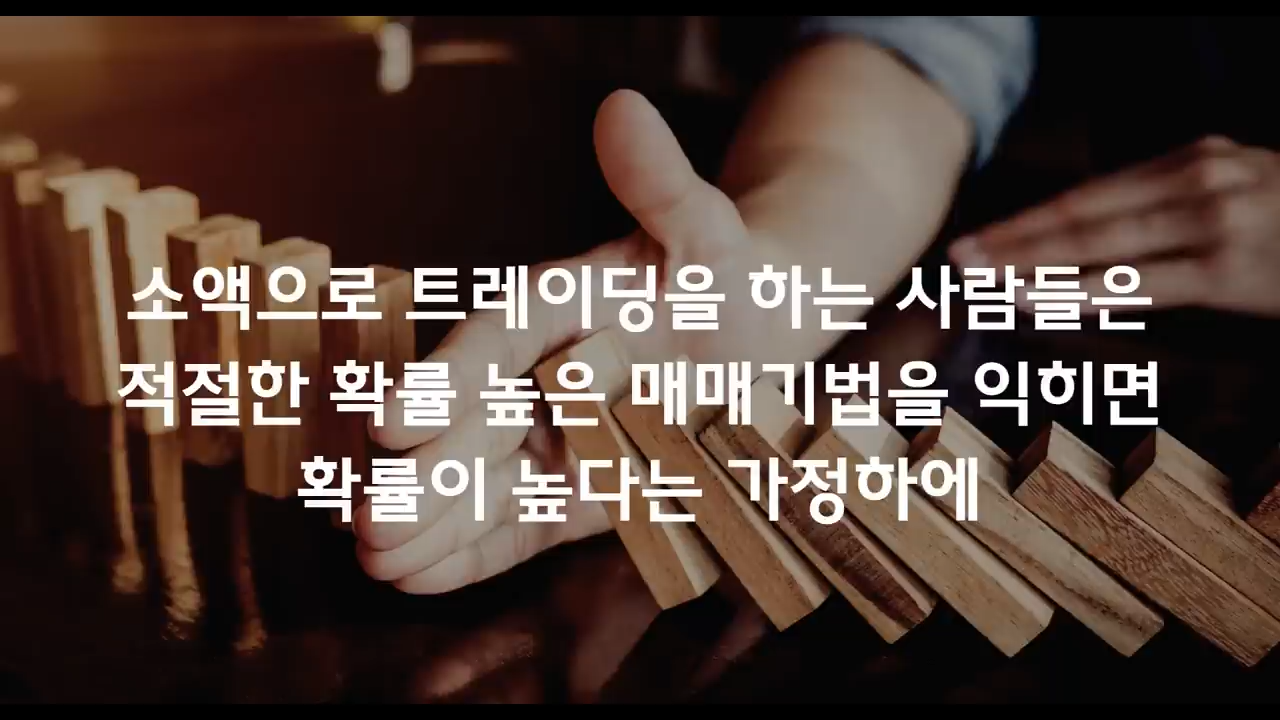 소액으로 트레이딩을 하는 사람들은
적절한 확률 높은 매매기법을 익히면
확률이 높다는 가정하에